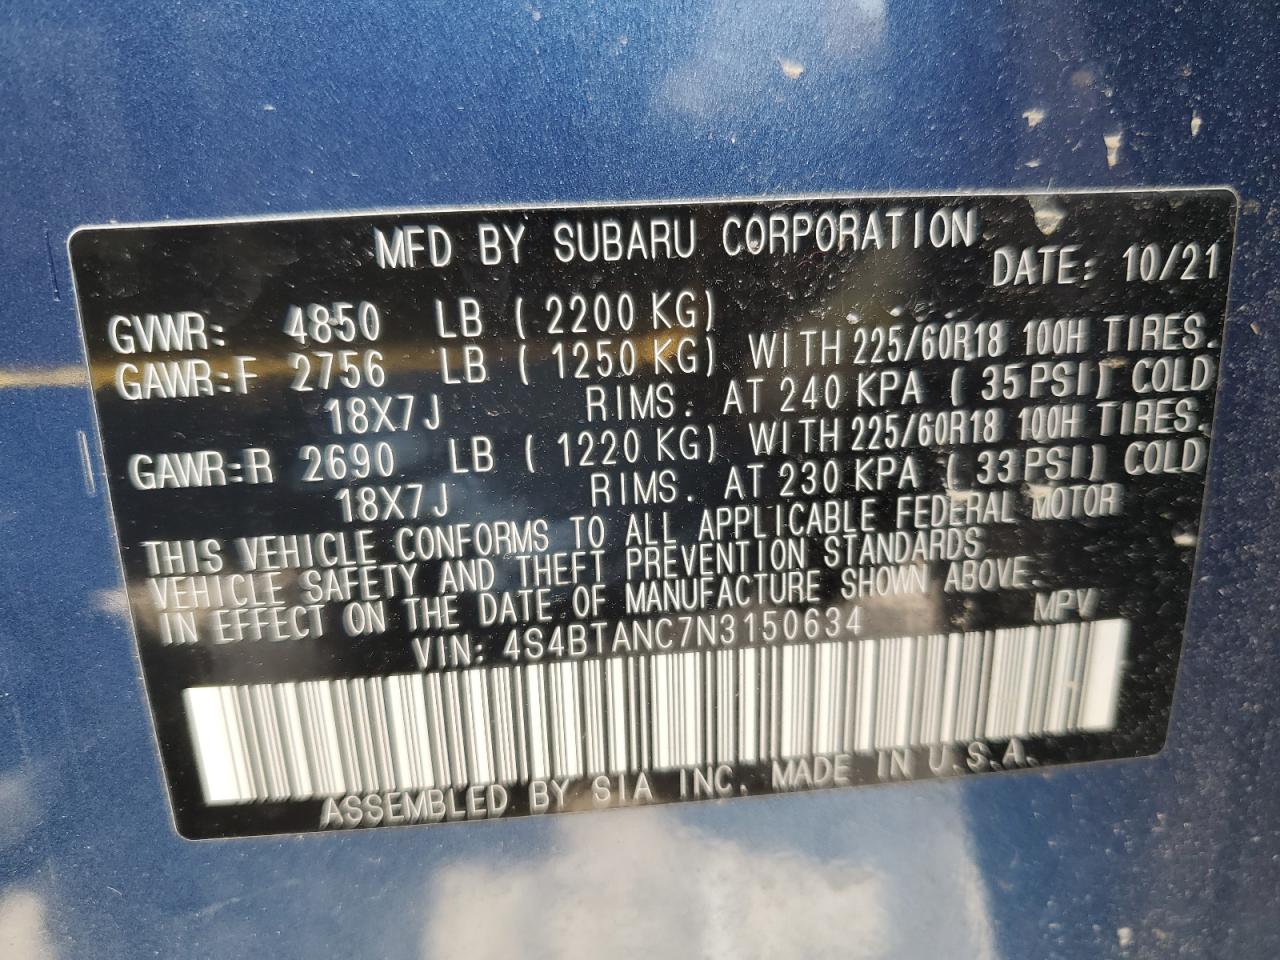 MFD BY SUBARU CORPORATION
DATE: 10/21
GVWR: 4850 LB ( 2200 KG)
GAWR:F 2756 LB ( 1250 KG) WITH 225/60R18 100H TIRES.
18X7J RIMS. AT 240 KPA ( 35 PSI) COLD
GAWR:R 2690 LB ( 1220 KG) WITH 225/60R18 100H TIRES.
18X7J RIMS. AT 230 KPA ( 33 PSI) COLD
THIS VEHICLE CONFORMS TO ALL APPLICABLE FEDERAL MOTOR
VEHICLE SAFETY AND THEFT PREVENTION STANDARDS
IN EFFECT ON THE DATE OF MANUFACTURE SHOWN ABOVE.
VIN: 4S4BTANC7N3150634 MPV
ASSEMBLED BY SIA INC. MADE IN U.S.A.